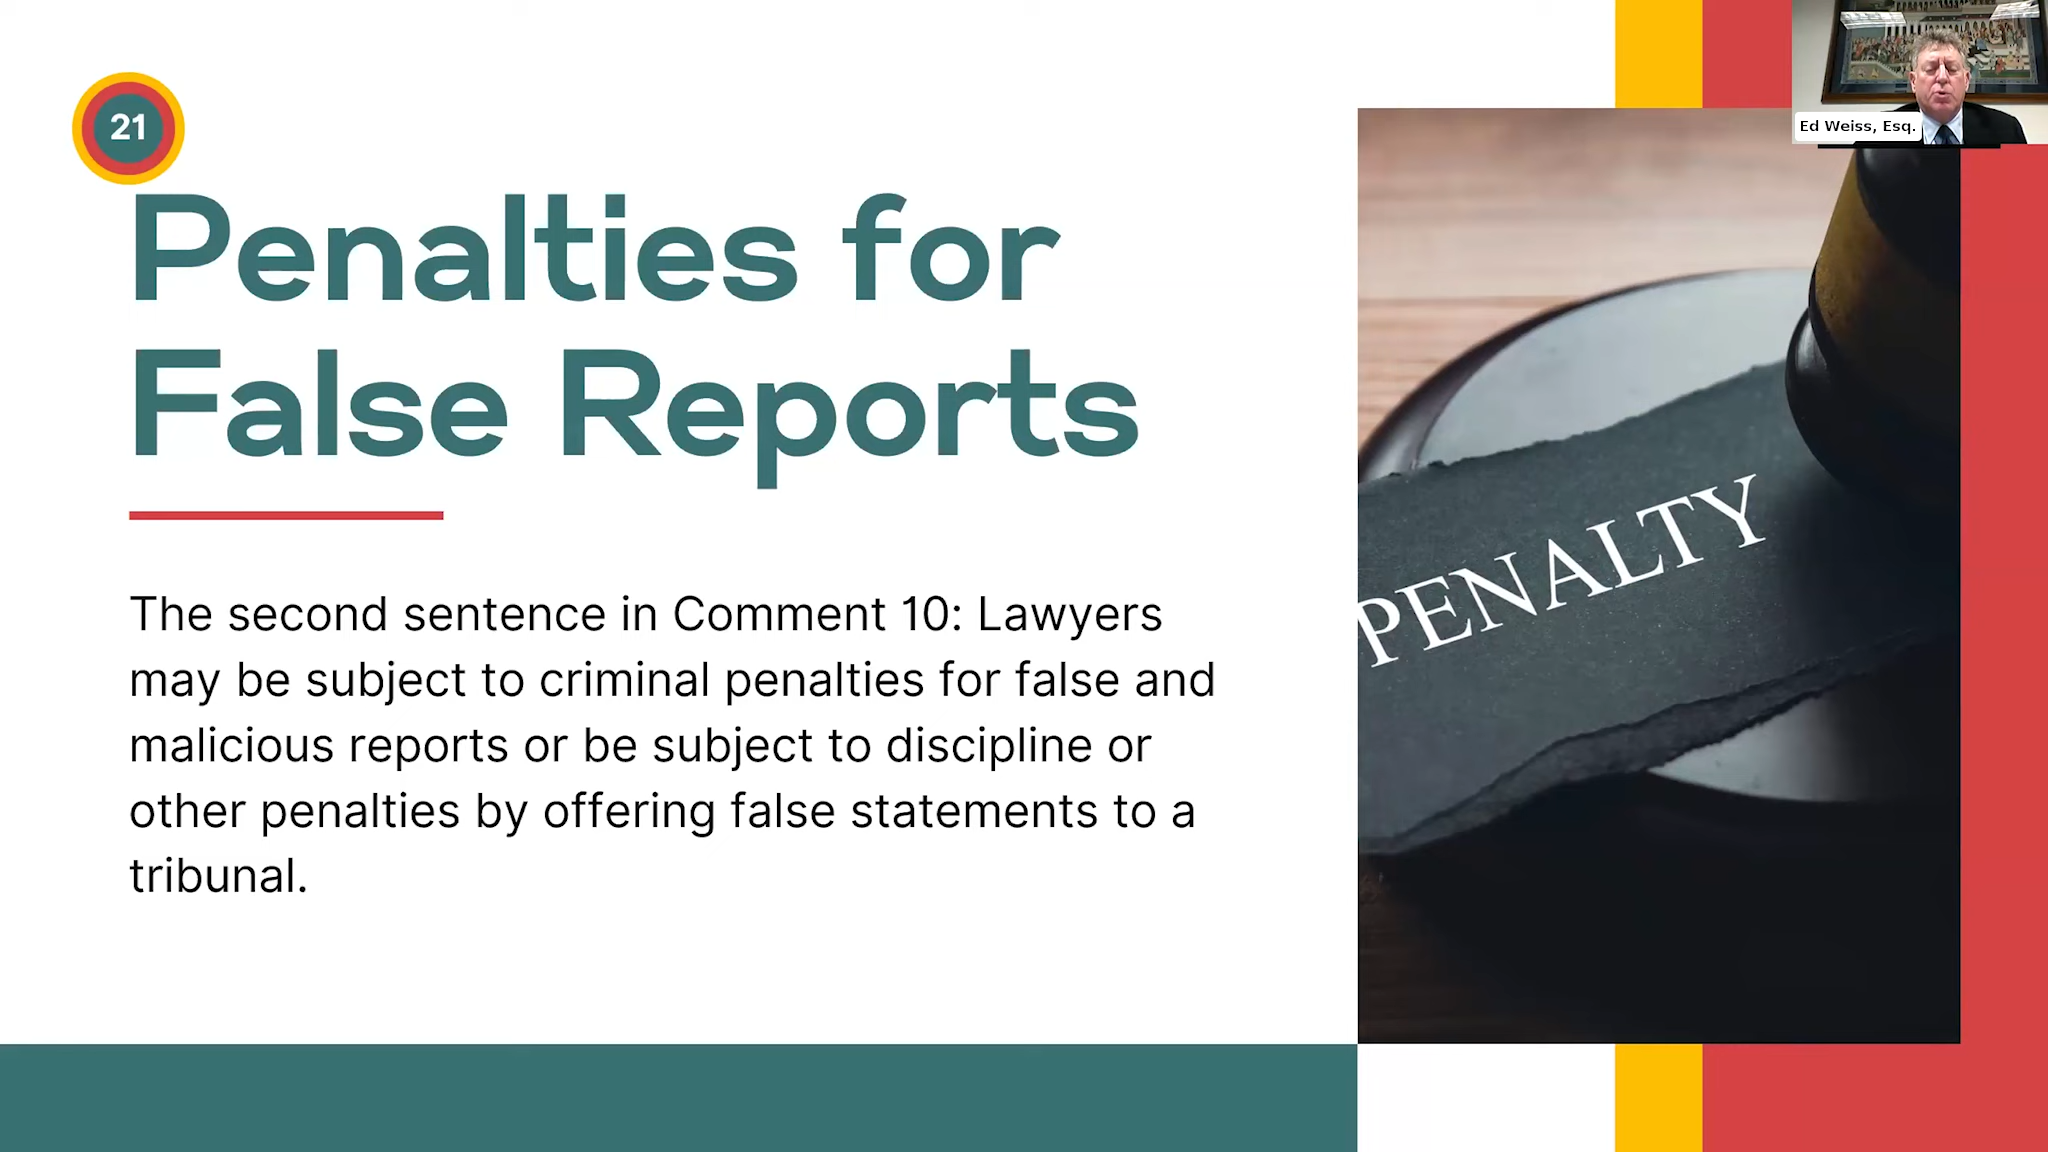 21
Ed Weiss, Esq.
Penalties for
False Reports
PENALTY
The second sentence in Comment 10: Lawyers
may be subject to criminal penalties for false and
malicious reports or be subject to discipline or
other penalties by offering false statements to a
tribunal.